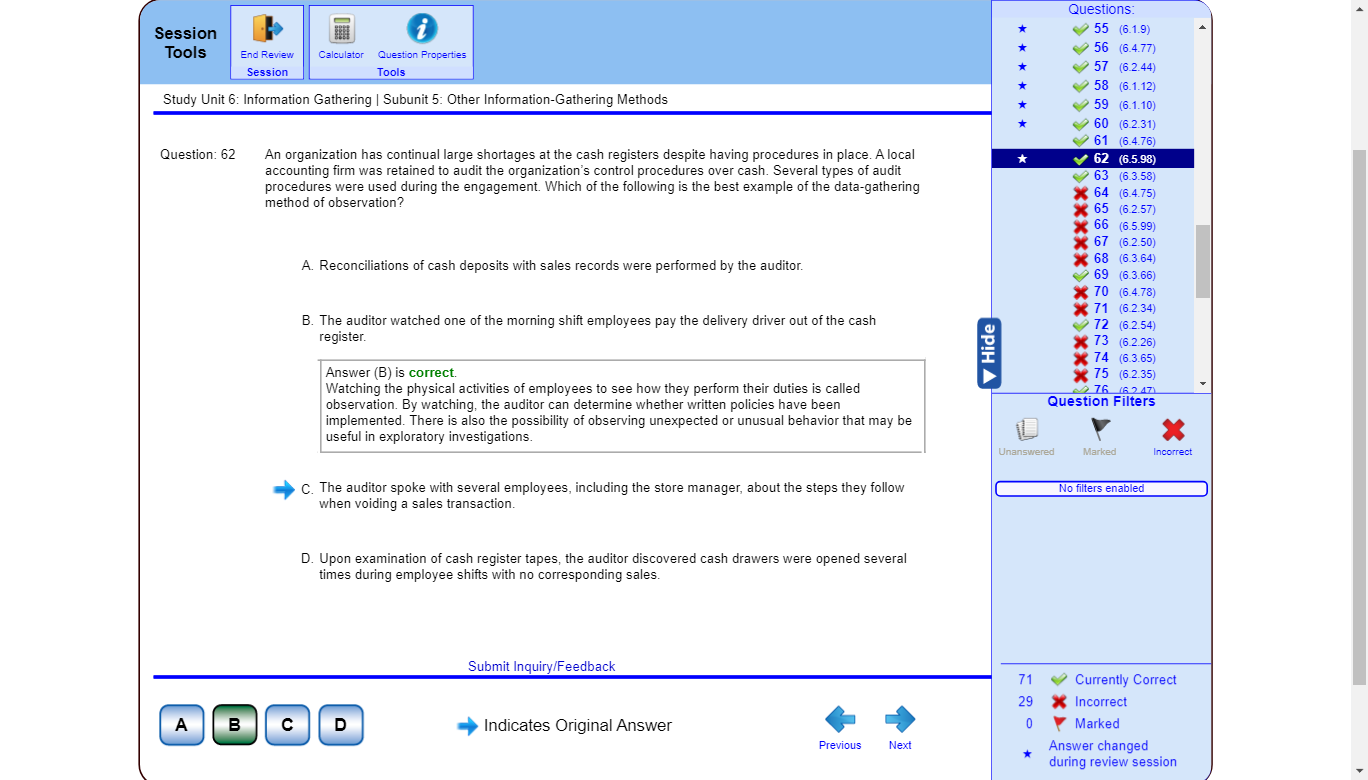 Session
Tools
End Review
Session
Calculator
Question Properties
Tools
Study Unit 6: Information Gathering | Subunit 5: Other Information-Gathering Methods
Question: 62
An organization has continual large shortages at the cash registers despite having procedures in place. A local
accounting firm was retained to audit the organization's control procedures over cash. Several types of audit
procedures were used during the engagement. Which of the following is the best example of the data-gathering
method of observation?
A. Reconciliations of cash deposits with sales records were performed by the auditor.
B. The auditor watched one of the morning shift employees pay the delivery driver out of the cash
register.
Answer (B) is correct.
Watching the physical activities of employees to see how they perform their duties is called
observation. By watching, the auditor can determine whether written policies have been
implemented. There is also the possibility of observing unexpected or unusual behavior that may be
useful in exploratory investigations.
C. The auditor spoke with several employees, including the store manager, about the steps they follow
when voiding a sales transaction.
D. Upon examination of cash register tapes, the auditor discovered cash drawers were opened several
times during employee shifts with no corresponding sales.
Submit Inquiry/Feedback
A
B
C
D
Indicates Original Answer
Previous
Next
Hide
Questions:
55 (6.1.9)
56 (6.4.77)
57 (6.2.44)
58 (6.1.12)
59 (6.1.10)
60 (6.2.31)
61 (6.4.76)
62 (6.5.98)
63 (6.3.58)
64 (6.4.75)
65 (6.2.57)
66 (6.5.99)
67 (6.2.50)
68 (6.3.64)
69 (6.3.66)
70 (6.4.78)
71 (6.2.34)
72 (6.2.54)
73 (6.2.26)
74 (6.3.65)
75 (6.2.35)
76 (6.2.47)
Question Filters
Unanswered
Marked
Incorrect
No filters enabled
71 Currently Correct
29 Incorrect
0 Marked
Answer changed
during review session